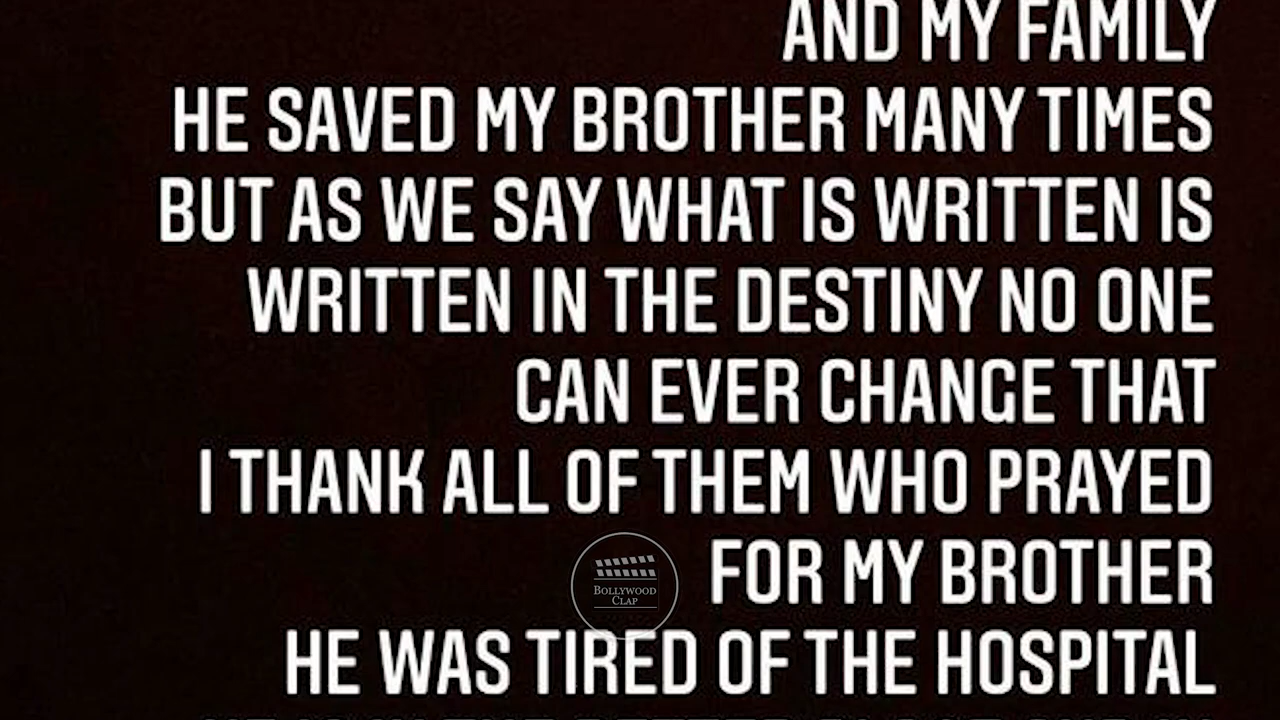 AND MY FAMILY
HE SAVED MY BROTHER MANY TIMES
BUT AS WE SAY WHAT IS WRITTEN IS
WRITTEN IN THE DESTINY NO ONE
CAN EVER CHANGE THAT
I THANK ALL OF THEM WHO PRAYED
FOR MY BROTHER
BOLLYWOOD
CLAP
HE WAS TIRED OF THE HOSPITAL